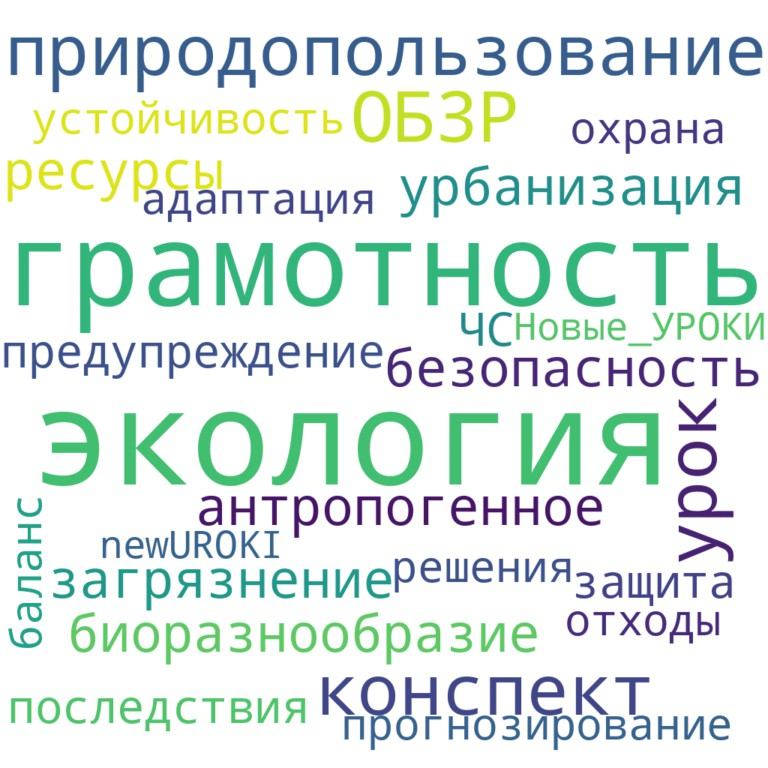 природопользование
устойчивость ОБЗР охрана
ресурсы
адаптация урбанизация
грамотность
ЧС Новые_УРОКИ
предупреждение безопасность
экология урок
антропогенное
баланс newUROKI
загрязнение решения защита
биоразнообразие отходы
последствия конспект
прогнозирование